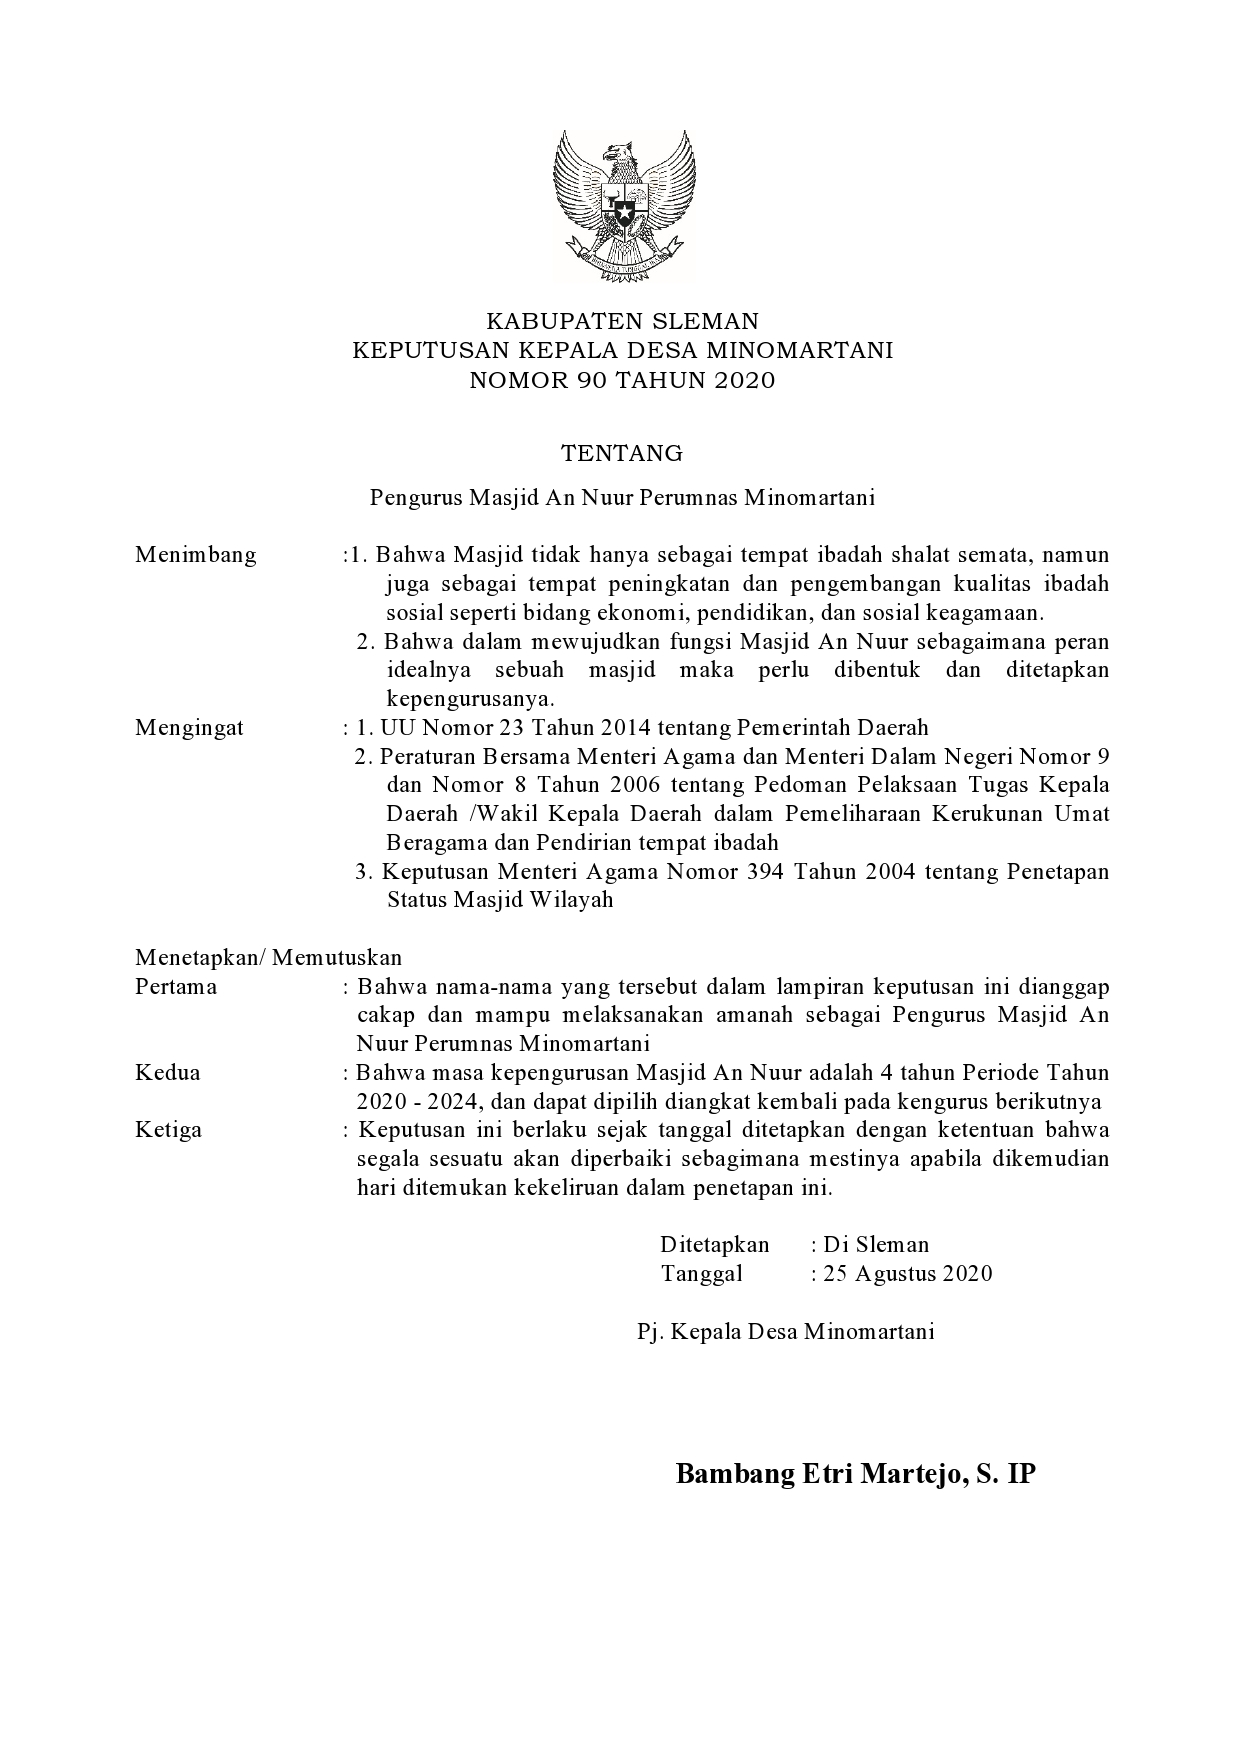 KABUPATEN SLEMAN
KEPUTUSAN KEPALA DESA MINOMARTANI
NOMOR 90 TAHUN 2020
TENTANG
Pengurus Masjid An Nuur Perumnas Minomartani
Menimbang :1. Bahwa Masjid tidak hanya sebagai tempat ibadah shalat semata, namun
juga sebagai tempat peningkatan dan pengembangan kualitas ibadah
sosial seperti bidang ekonomi, pendidikan, dan sosial keagamaan.
2. Bahwa dalam mewujudkan fungsi Masjid An Nuur sebagaimana peran
idealnya sebuah masjid maka perlu dibentuk dan ditetapkan
kepengurusanya.
Mengingat : 1. UU Nomor 23 Tahun 2014 tentang Pemerintah Daerah
2. Peraturan Bersama Menteri Agama dan Menteri Dalam Negeri Nomor 9
dan Nomor 8 Tahun 2006 tentang Pedoman Pelaksaan Tugas Kepala
Daerah /Wakil Kepala Daerah dalam Pemeliharaan Kerukunan Umat
Beragama dan Pendirian tempat ibadah
3. Keputusan Menteri Agama Nomor 394 Tahun 2004 tentang Penetapan
Status Masjid Wilayah
Menetapkan/ Memutuskan
Pertama : Bahwa nama-nama yang tersebut dalam lampiran keputusan ini dianggap
cakap dan mampu melaksanakan amanah sebagai Pengurus Masjid An
Nuur Perumnas Minomartani
Kedua : Bahwa masa kepengurusan Masjid An Nuur adalah 4 tahun Periode Tahun
2020 - 2024, dan dapat dipilih diangkat kembali pada kengurus berikutnya
Ketiga : Keputusan ini berlaku sejak tanggal ditetapkan dengan ketentuan bahwa
segala sesuatu akan diperbaiki sebagimana mestinya apabila dikemudian
hari ditemukan kekeliruan dalam penetapan ini.
Ditetapkan : Di Sleman
Tanggal : 25 Agustus 2020
Pj. Kepala Desa Minomartani
Bambang Etri Martejo, S. IP